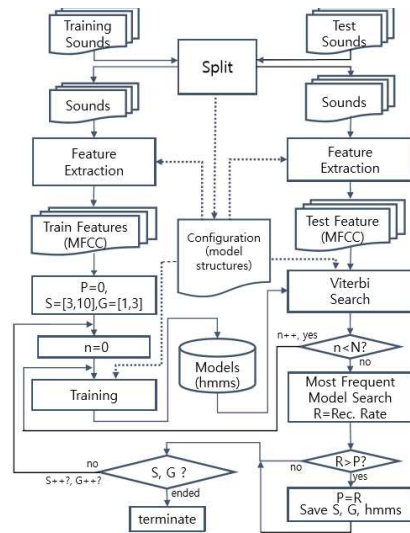 Training
Sounds
Test
Sounds
Split
Sounds
Sounds
Feature
Extraction
Feature
Extraction
Train Features
(MFCC)
Configuration
(model
structures)
Test Feature
(MFCC)
P=0,
S=[3,10],G=[1,3]
Viterbi
Search
n=0
n++, yes
n<N?
no
Training
Models
(hmms)
Most Frequent
Model Search
R=Rec. Rate
no
S++?, G++?
S, G ?
ended
no
R>P?
yes
terminate
P=R
Save S, G, hmms